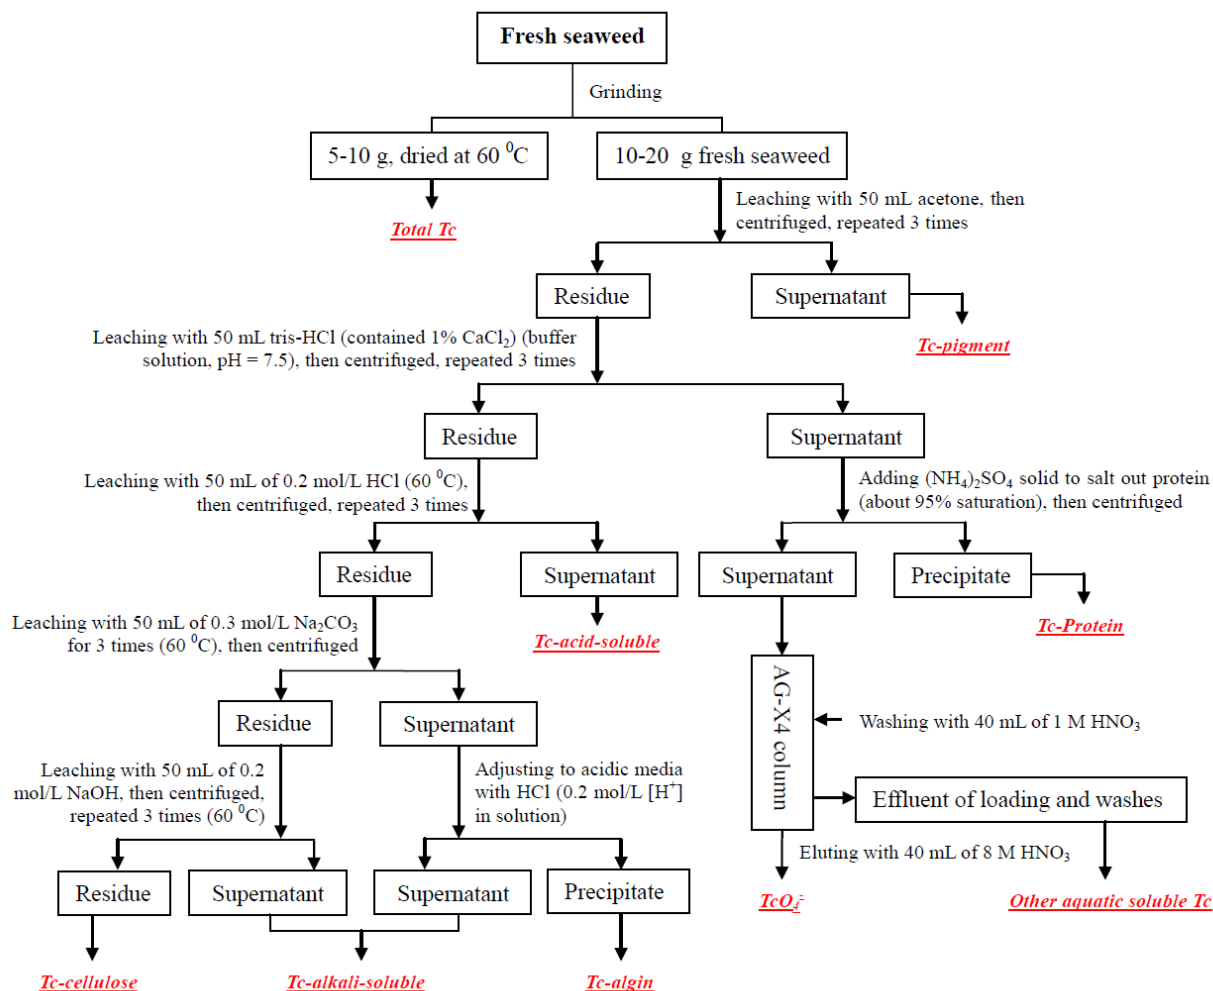 Fresh seaweed
Grinding
5-10 g, dried at 60 ⁰C
10-20 g fresh seaweed
Leaching with 50 mL acetone, then
centrifuged, repeated 3 times
Total Tc
Residue
Supernatant
Leaching with 50 mL tris-HCl (contained 1% CaCl₂) (buffer
solution, pH = 7.5), then centrifuged, repeated 3 times
Tc-pigment
Residue
Supernatant
Leaching with 50 mL of 0.2 mol/L HCl (60 ⁰C),
then centrifuged, repeated 3 times
Adding (NH₄)₂SO₄ solid to salt out protein
(about 95% saturation), then centrifuged
Residue
Supernatant
Supernatant
Precipitate
Leaching with 50 mL of 0.3 mol/L Na₂CO₃
for 3 times (60 ⁰C), then centrifuged
Tc-acid-soluble
Tc-Protein
AG-X4 column
Washing with 40 mL of 1 M HNO₃
Residue
Supernatant
Leaching with 50 mL of 0.2
mol/L NaOH, then centrifuged,
repeated 3 times (60 ⁰C)
Adjusting to acidic media
with HCl (0.2 mol/L [H⁺]
in solution)
Effluent of loading and washes
Eluting with 40 mL of 8 M HNO₃
Residue
Supernatant
Supernatant
Precipitate
TcO₄⁻
Other aquatic soluble Tc
Tc-cellulose
Tc-alkali-soluble
Tc-algin